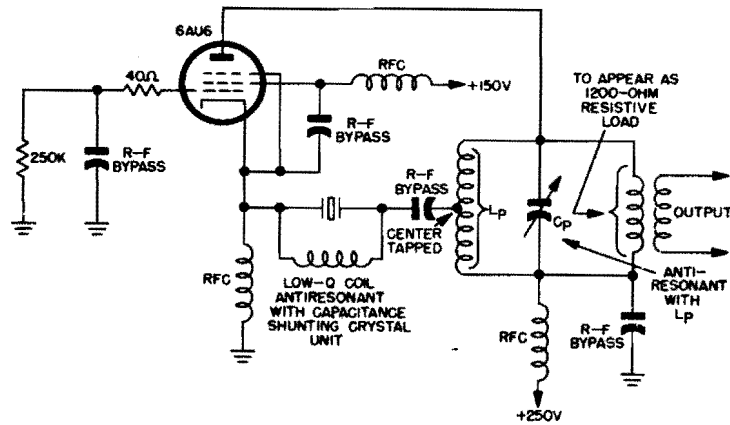 6AU6
40Ω
RFC
+150V
TO APPEAR AS
1200-OHM
RESISTIVE
LOAD
250K
R-F
BYPASS
R-F
BYPASS
R-F
BYPASS
CENTER
TAPPED
LP
CP
OUTPUT
RFC
LOW-Q COIL
ANTIRESONANT
WITH CAPACITANCE
SHUNTING CRYSTAL
UNIT
ANTI-
RESONANT
WITH
LP
RFC
R-F
BYPASS
+250V